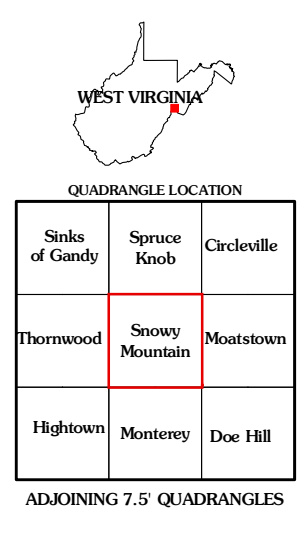 WEST VIRGINIA
QUADRANGLE LOCATION
Sinks
of Gandy
Spruce
Knob
Circleville
Thornwood
Snowy
Mountain
Moatstown
Hightown
Monterey
Doe Hill
ADJOINING 7.5' QUADRANGLES